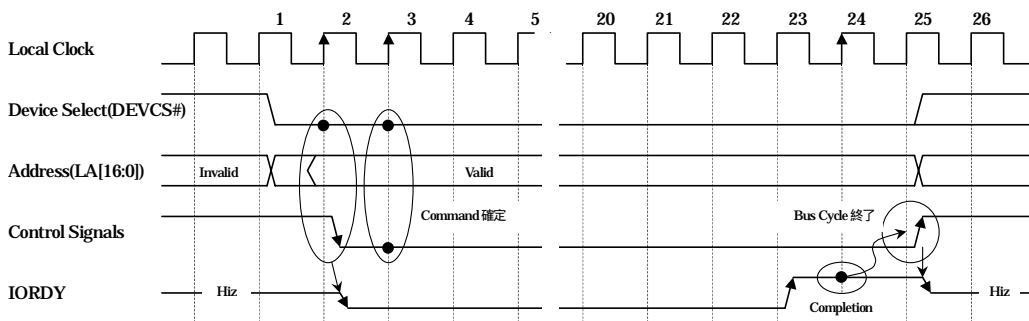 1 2 3 4 5 20 21 22 23 24 25 26
Local Clock
Device Select(DEVCS#)
Address(LA[16:0])
Invalid
Valid
Command 確定
Bus Cycle 終了
Control Signals
IORDY
Hiz
Completion
Hiz